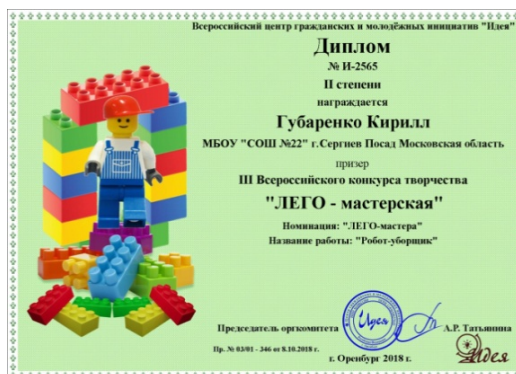 Всероссийский центр гражданских и молодёжных инициатив "Идея"
Диплом
№ И-2565
II степени
награждается
Губаренко Кирилл
МБОУ "СОШ №22" г.Сергиев Посад Московская область
призер
III Всероссийского конкурса творчества
"ЛЕГО - мастерская"
Номинация: "ЛЕГО-мастера"
Название работы: "Робот-уборщик"
Председатель оргкомитета
Идея
А.Р. Татьянина
Пр. № 03/01 - 346 от 8.10.2018 г.
Идея
г. Оренбург 2018 г.